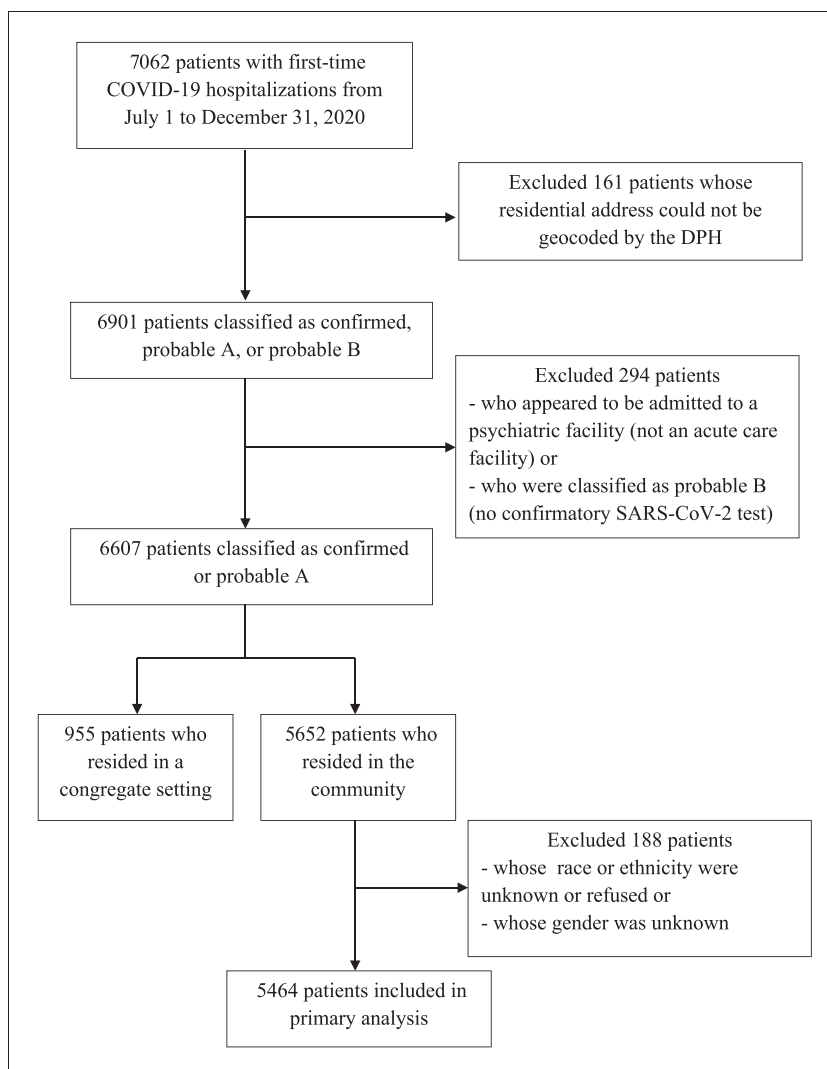 7062 patients with first-time
COVID-19 hospitalizations from
July 1 to December 31, 2020
Excluded 161 patients whose
residential address could not be
geocoded by the DPH
6901 patients classified as confirmed,
probable A, or probable B
Excluded 294 patients
- who appeared to be admitted to a
psychiatric facility (not an acute care
facility) or
- who were classified as probable B
(no confirmatory SARS-CoV-2 test)
6607 patients classified as confirmed
or probable A
955 patients who
resided in a
congregate setting
5652 patients who
resided in the
community
Excluded 188 patients
- whose race or ethnicity were
unknown or refused or
- whose gender was unknown
5464 patients included in
primary analysis